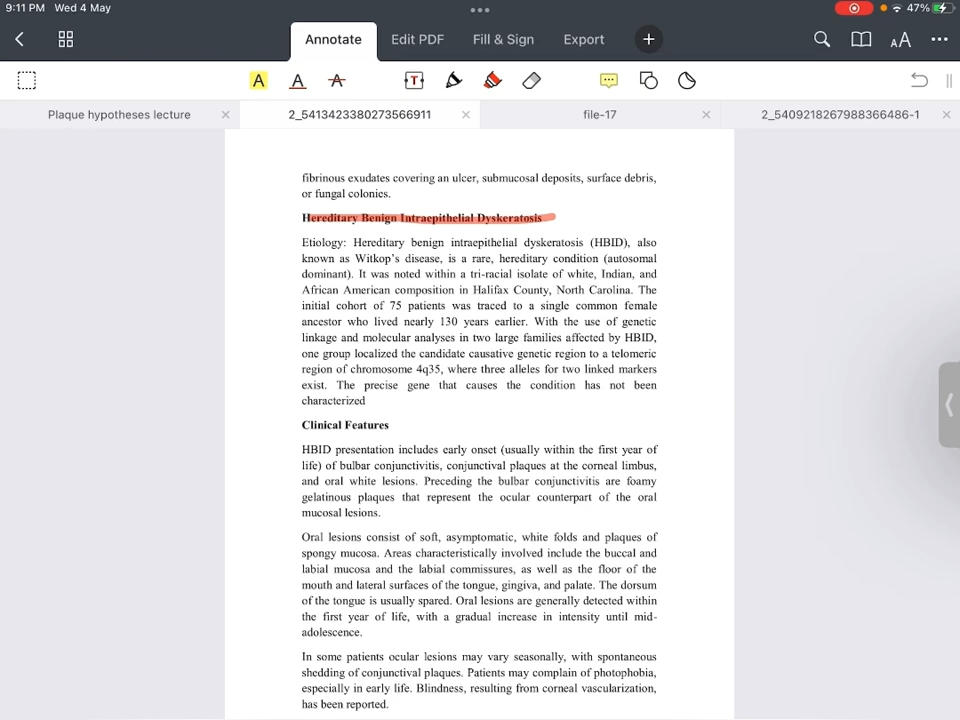 9:11 PM Wed 4 May
47%
Annotate
Edit PDF
Fill & Sign
Export
AA
A
A
A
T
Plaque hypotheses lecture
2_5413423380273566911
file-17
2_5409218267988366486-1
fibrinous exudates covering an ulcer, submucosal deposits, surface debris,
or fungal colonies.
Hereditary Benign Intraepithelial Dyskeratosis
Etiology: Hereditary benign intraepithelial dyskeratosis (HBID), also
known as Witkop's disease, is a rare, hereditary condition (autosomal
dominant). It was noted within a tri-racial isolate of white, Indian, and
African American composition in Halifax County, North Carolina. The
initial cohort of 75 patients was traced to a single common female
ancestor who lived nearly 130 years earlier. With the use of genetic
linkage and molecular analyses in two large families affected by HBID,
one group localized the candidate causative genetic region to a telomeric
region of chromosome 4q35, where three alleles for two linked markers
exist. The precise gene that causes the condition has not been
characterized
Clinical Features
HBID presentation includes early onset (usually within the first year of
life) of bulbar conjunctivitis, conjunctival plaques at the corneal limbus,
and oral white lesions. Preceding the bulbar conjunctivitis are foamy
gelatinous plaques that represent the ocular counterpart of the oral
mucosal lesions.
Oral lesions consist of soft, asymptomatic, white folds and plaques of
spongy mucosa. Areas characteristically involved include the buccal and
labial mucosa and the labial commissures, as well as the floor of the
mouth and lateral surfaces of the tongue, gingiva, and palate. The dorsum
of the tongue is usually spared. Oral lesions are generally detected within
the first year of life, with a gradual increase in intensity until mid-
adolescence.
In some patients ocular lesions may vary seasonally, with spontaneous
shedding of conjunctival plaques. Patients may complain of photophobia,
especially in early life. Blindness, resulting from corneal vascularization,
has been reported.